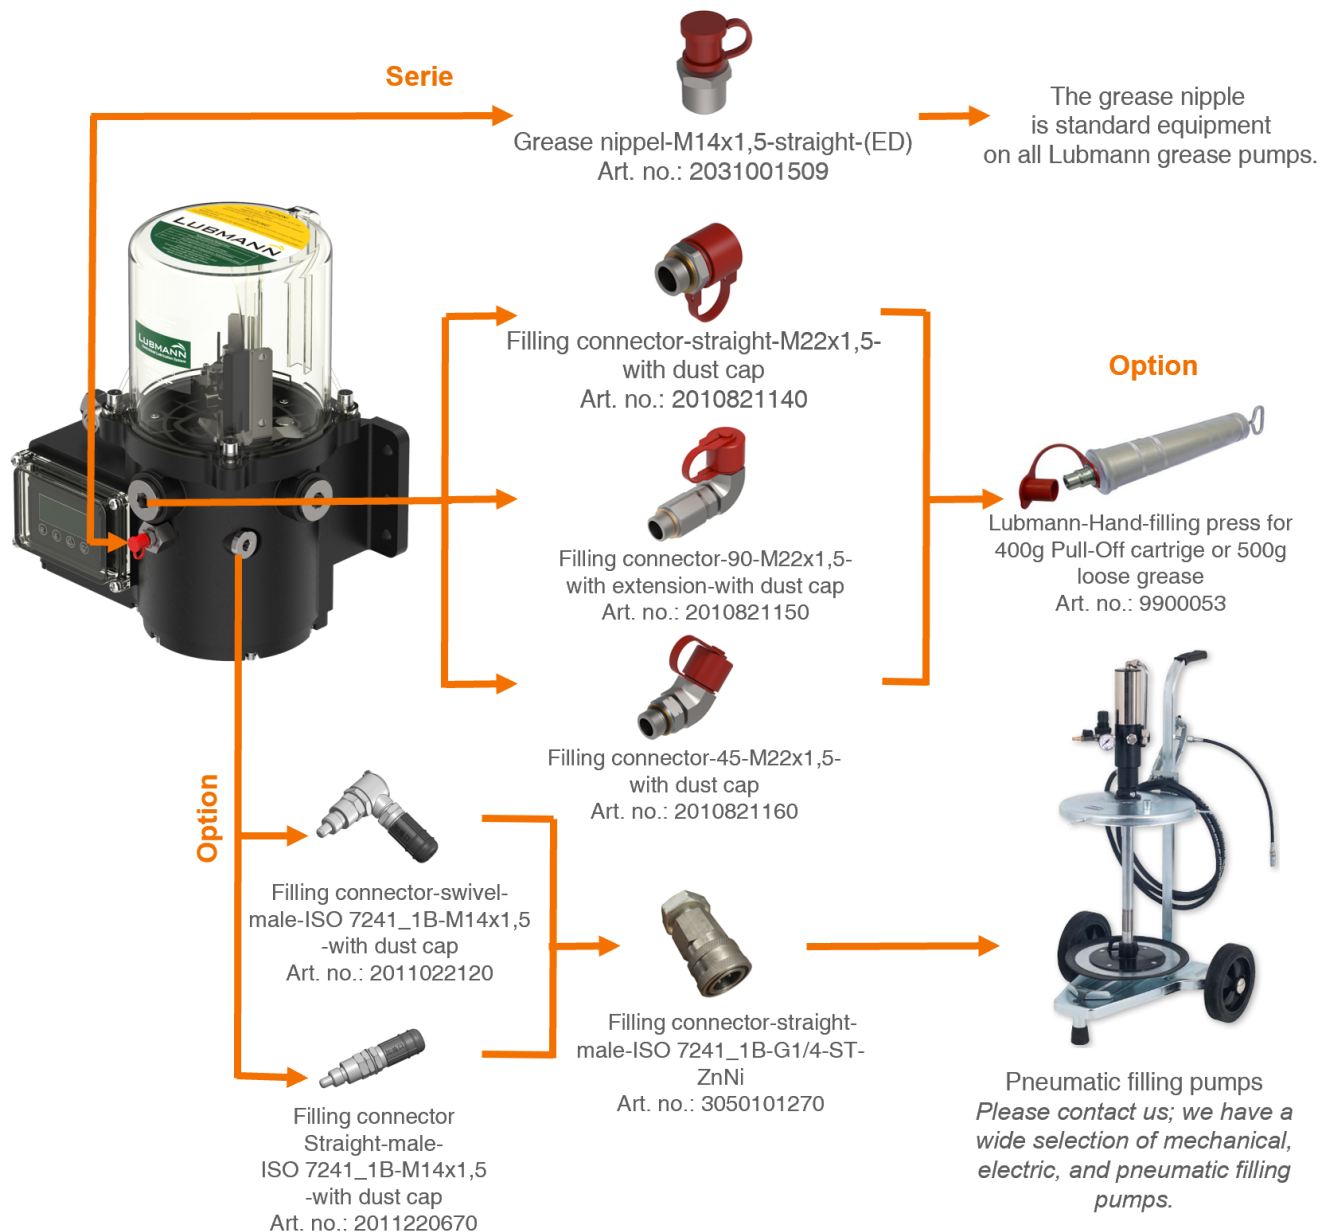 Serie
Grease nippel-M14x1,5-straight-(ED)
Art. no.: 2031001509
The grease nipple
is standard equipment
on all Lubmann grease pumps.
LUBMANN
LUBMANN
Filling connector-straight-M22x1,5-
with dust cap
Art. no.: 2010821140
Option
Filling connector-90-M22x1,5-
with extension-with dust cap
Art. no.: 2010821150
Lubmann-Hand-filling press for
400g Pull-Off cartrige or 500g
loose grease
Art. no.: 9900053
Filling connector-45-M22x1,5-
with dust cap
Art. no.: 2010821160
Option
Filling connector-swivel-
male-ISO 7241_1B-M14x1,5
-with dust cap
Art. no.: 2011022120
Filling connector-straight-
male-ISO 7241_1B-G1/4-ST-
ZnNi
Art. no.: 3050101270
Filling connector
Straight-male-
ISO 7241_1B-M14x1,5
-with dust cap
Art. no.: 2011220670
Pneumatic filling pumps
Please contact us; we have a
wide selection of mechanical,
electric, and pneumatic filling
pumps.